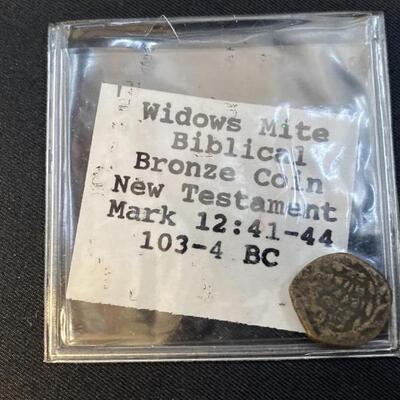 Widows Mite
Biblical
Bronze Coin
New Testament
Mark 12:41-44
103-4 BC